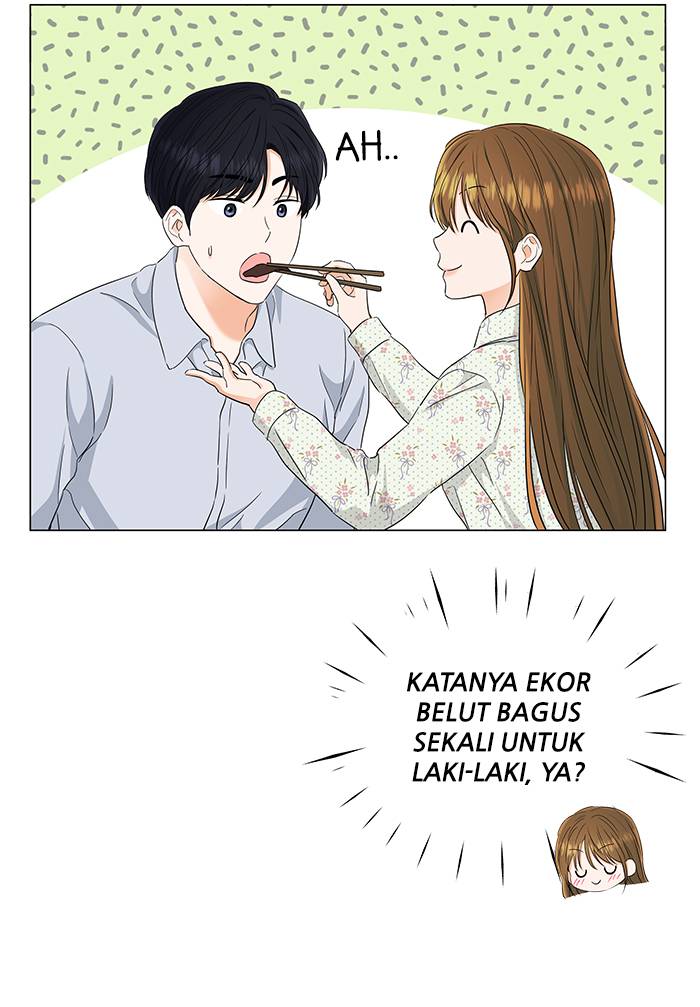 AH..
KATANYA EKOR
BELUT BAGUS
SEKALI UNTUK
LAKI-LAKI, YA?